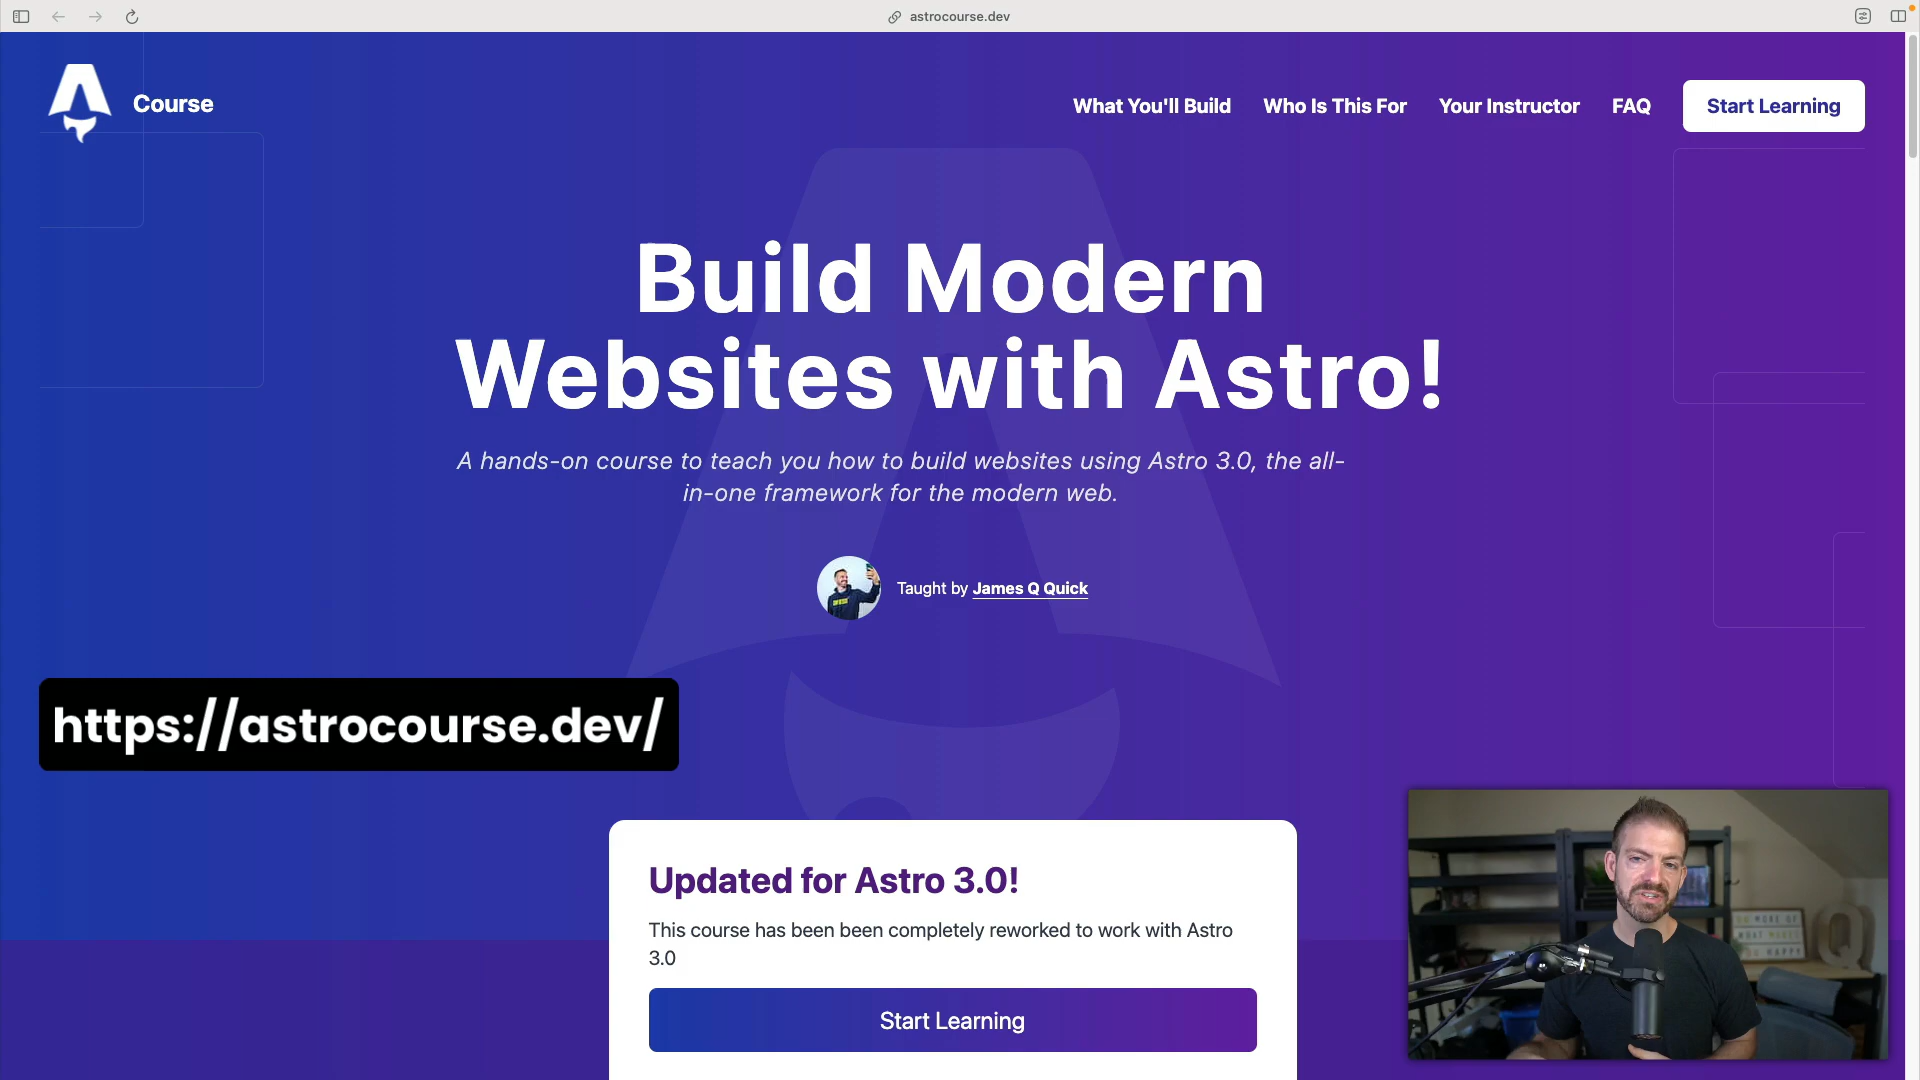 astrocourse.dev
Course
What You'll Build
Who Is This For
Your Instructor
FAQ
Start Learning
Build Modern
Websites with Astro!
A hands-on course to teach you how to build websites using Astro 3.0, the all-
in-one framework for the modern web.
Taught by James Q Quick
https://astrocourse.dev/
Updated for Astro 3.0!
This course has been been completely reworked to work with Astro
3.0
Start Learning